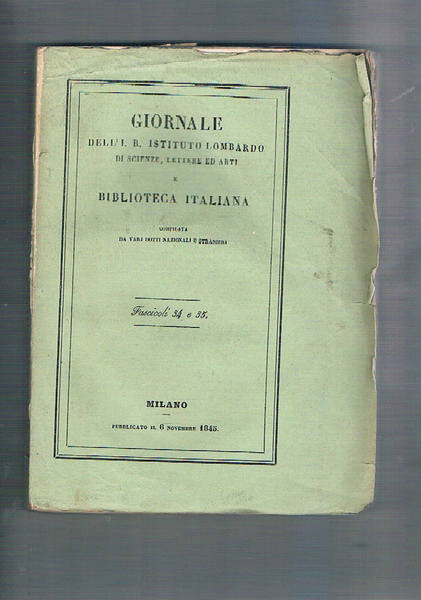 GIORNALE
DELL'I. R. ISTITUTO LOMBARDO
DI SCIENZE, LETTERE ED ARTI
E
BIBLIOTECA ITALIANA
COMPILATA
DA VARI DOTTI NAZIONALI E STRANIERI
Fascicoli 34 e 35.
MILANO
PUBBLICATO IL 6 NOVEMBRE 1845.